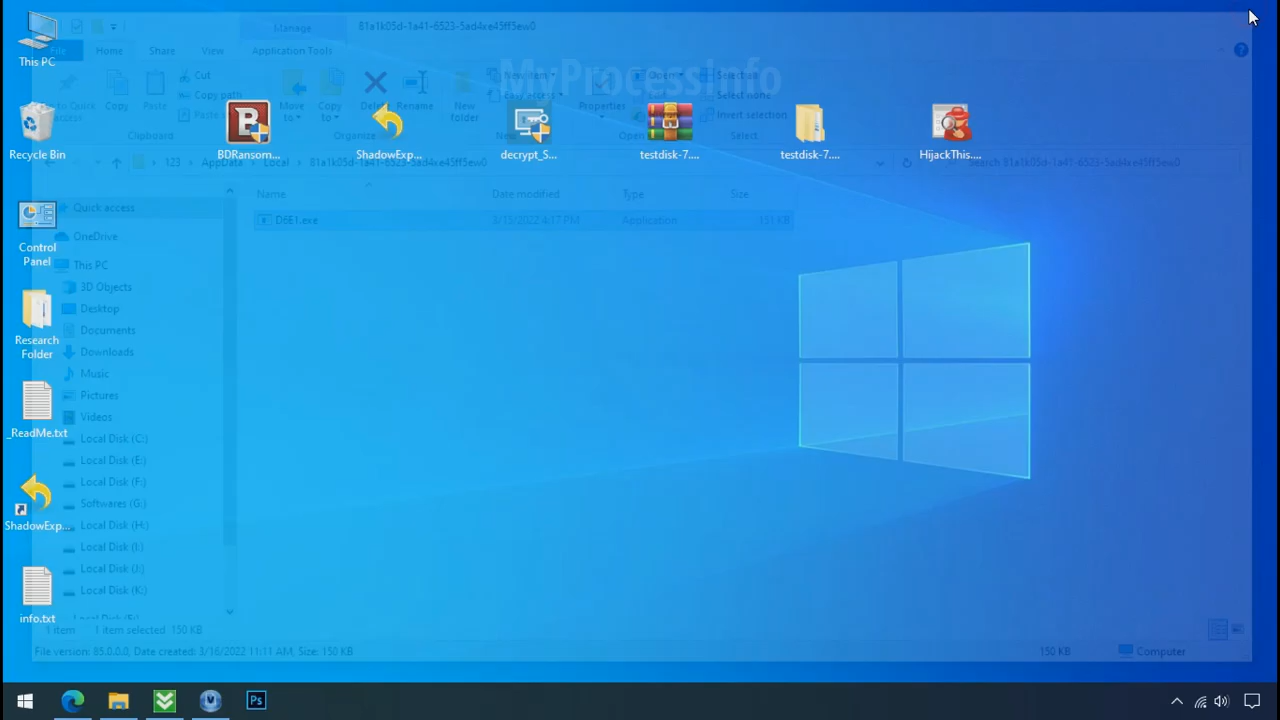 Manage
81a1k05d-1a41-6523-5ad4xe45ff5ew0
File
Home
Share
View
Application Tools
This PC
Cut
Copy path
Copy
Paste
Move to
Copy to
Delete
Rename
New folder
New item
Easy access
Properties
Open
Select all
Select none
Invert selection
Clipboard
Organize
Open
Select
MyProcessInfo
Recycle Bin
BDRansom...
ShadowExp...
decrypt_S...
testdisk-7....
testdisk-7....
HijackThis....
123
AppData
Local
81a1k05d-1a41-6523-5ad4xe45ff5ew0
Search 81a1k05d-1a41-6523-5ad4xe45ff5ew0
Name
Date modified
Type
Size
D6E1.exe
3/15/2022 4:17 PM
Application
151 KB
Control Panel
Research Folder
_ReadMe.txt
ShadowExp...
info.txt
Quick access
OneDrive
This PC
3D Objects
Desktop
Documents
Downloads
Music
Pictures
Videos
Local Disk (C:)
Local Disk (E:)
Local Disk (F:)
Softwares (G:)
Local Disk (H:)
Local Disk (I:)
Local Disk (J:)
Local Disk (K:)
1 item
1 item selected 150 KB
File version: 85.0.0.0, Date created: 3/16/2022 11:11 AM, Size: 150 KB
150 KB
Computer
Ps